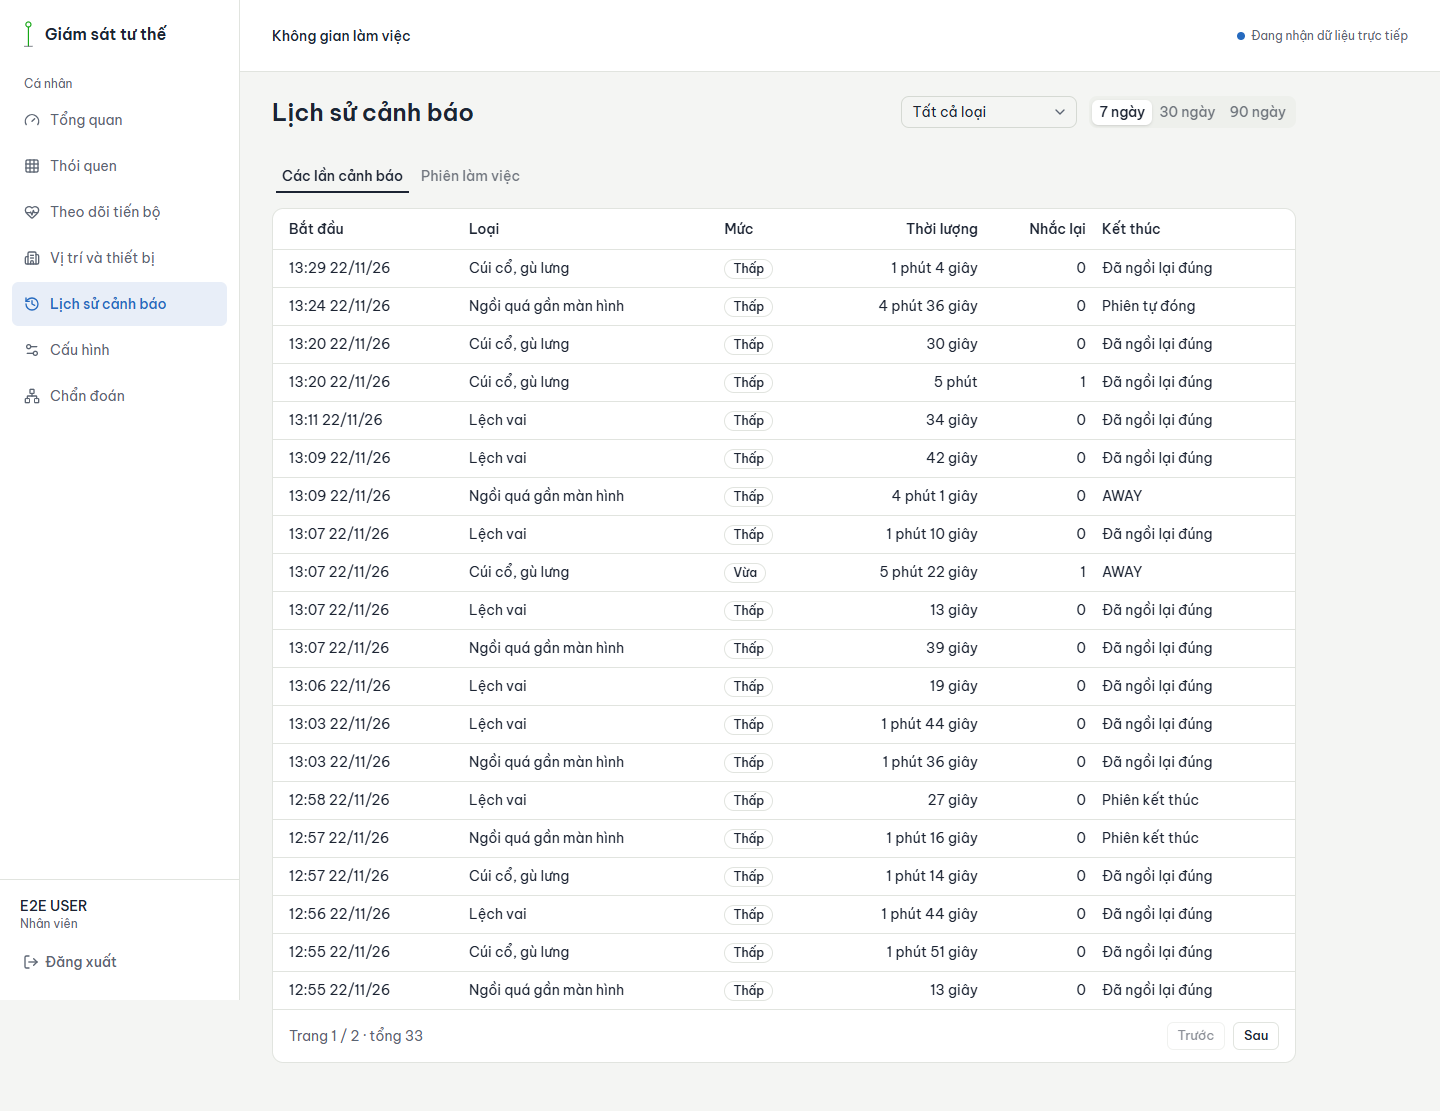 Giám sát tư thế
Cá nhân
Tổng quan
Thói quen
Theo dõi tiến bộ
Vị trí và thiết bị
Lịch sử cảnh báo
Cấu hình
Chẩn đoán
E2E USER
Nhân viên
Đăng xuất
Không gian làm việc
Đang nhận dữ liệu trực tiếp
Lịch sử cảnh báo
Tất cả loại
7 ngày 30 ngày 90 ngày
Các lần cảnh báo Phiên làm việc
Bắt đầu Loại Mức Thời lượng Nhắc lại Kết thúc
13:29 22/11/26 Cúi cổ, gù lưng Thấp 1 phút 4 giây 0 Đã ngồi lại đúng
13:24 22/11/26 Ngồi quá gần màn hình Thấp 4 phút 36 giây 0 Phiên tự đóng
13:20 22/11/26 Cúi cổ, gù lưng Thấp 30 giây 0 Đã ngồi lại đúng
13:20 22/11/26 Cúi cổ, gù lưng Thấp 5 phút 1 Đã ngồi lại đúng
13:11 22/11/26 Lệch vai Thấp 34 giây 0 Đã ngồi lại đúng
13:09 22/11/26 Lệch vai Thấp 42 giây 0 Đã ngồi lại đúng
13:09 22/11/26 Ngồi quá gần màn hình Thấp 4 phút 1 giây 0 AWAY
13:07 22/11/26 Lệch vai Thấp 1 phút 10 giây 0 Đã ngồi lại đúng
13:07 22/11/26 Cúi cổ, gù lưng Vừa 5 phút 22 giây 1 AWAY
13:07 22/11/26 Lệch vai Thấp 13 giây 0 Đã ngồi lại đúng
13:07 22/11/26 Ngồi quá gần màn hình Thấp 39 giây 0 Đã ngồi lại đúng
13:06 22/11/26 Lệch vai Thấp 19 giây 0 Đã ngồi lại đúng
13:03 22/11/26 Lệch vai Thấp 1 phút 44 giây 0 Đã ngồi lại đúng
13:03 22/11/26 Ngồi quá gần màn hình Thấp 1 phút 36 giây 0 Đã ngồi lại đúng
12:58 22/11/26 Lệch vai Thấp 27 giây 0 Phiên kết thúc
12:57 22/11/26 Ngồi quá gần màn hình Thấp 1 phút 16 giây 0 Phiên kết thúc
12:57 22/11/26 Cúi cổ, gù lưng Thấp 1 phút 14 giây 0 Đã ngồi lại đúng
12:56 22/11/26 Lệch vai Thấp 1 phút 44 giây 0 Đã ngồi lại đúng
12:55 22/11/26 Cúi cổ, gù lưng Thấp 1 phút 51 giây 0 Đã ngồi lại đúng
12:55 22/11/26 Ngồi quá gần màn hình Thấp 13 giây 0 Đã ngồi lại đúng
Trang 1 / 2 · tổng 33
Trước Sau